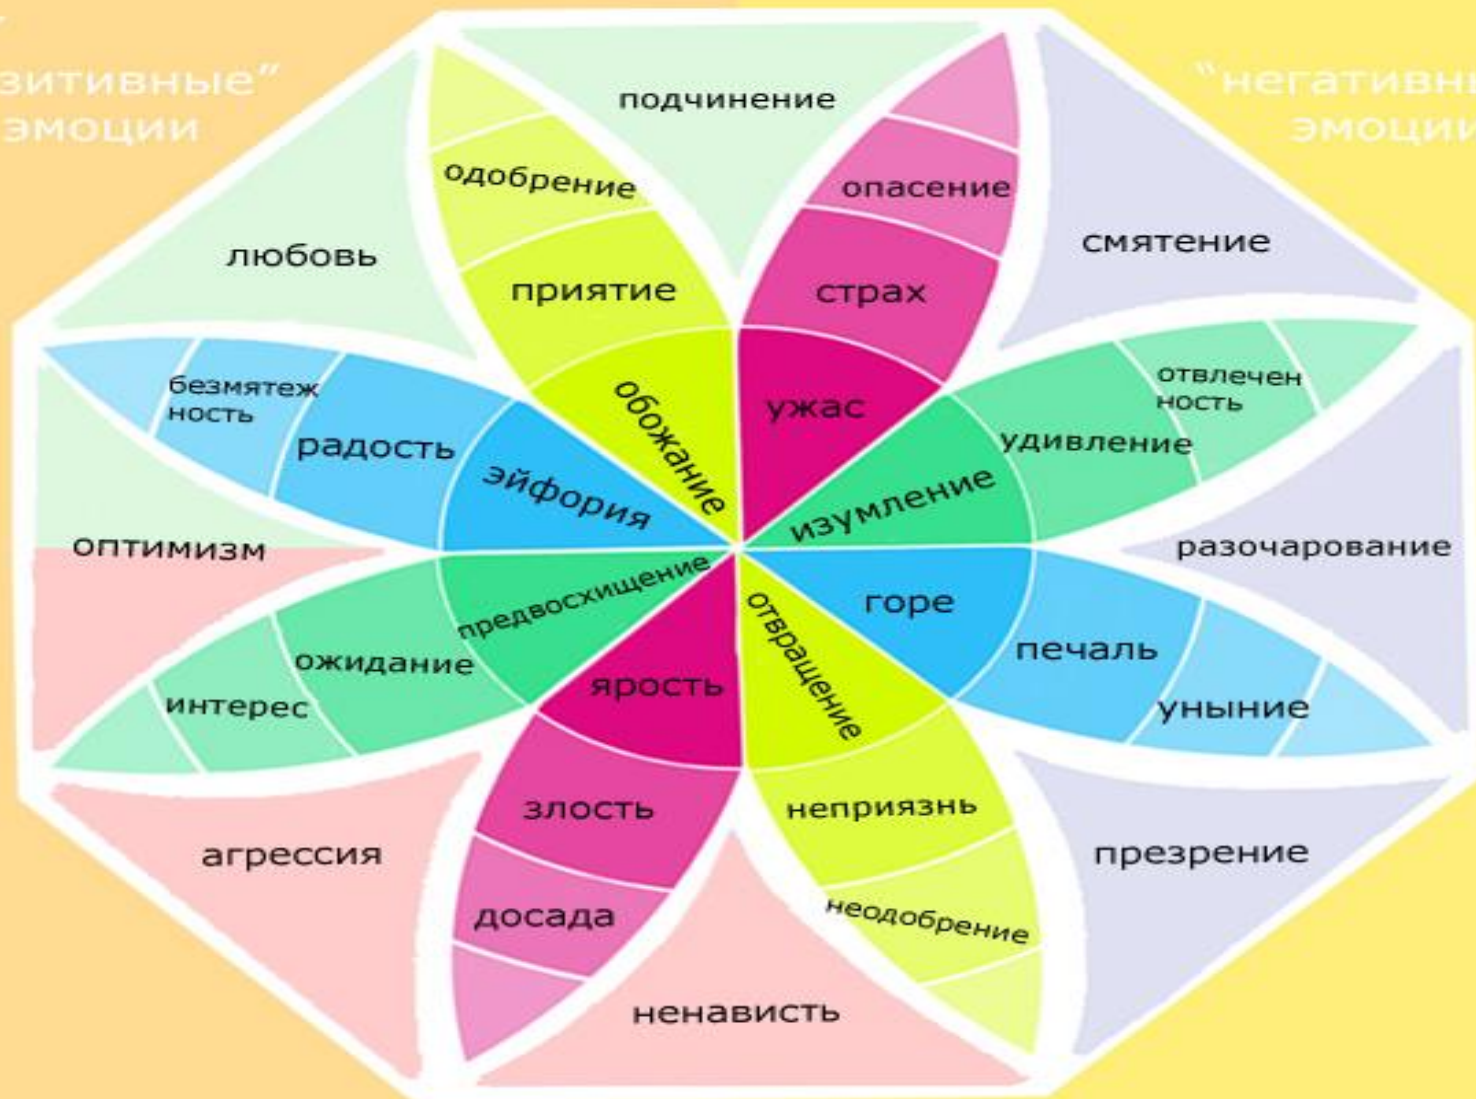 зитивные"
эмоции
"негативн
эмоции
подчинение
одобрение
опасение
любовь
смятение
приятие
страх
безмятеж
ность
отвлечен
ность
обожание
ужас
радость
удивление
эйфория
изумление
оптимизм
разочарование
предвосхищение
горе
отвращение
ожидание
печаль
интерес
ярость
уныние
злость
неприязнь
агрессия
презрение
досада
неодобрение
ненависть